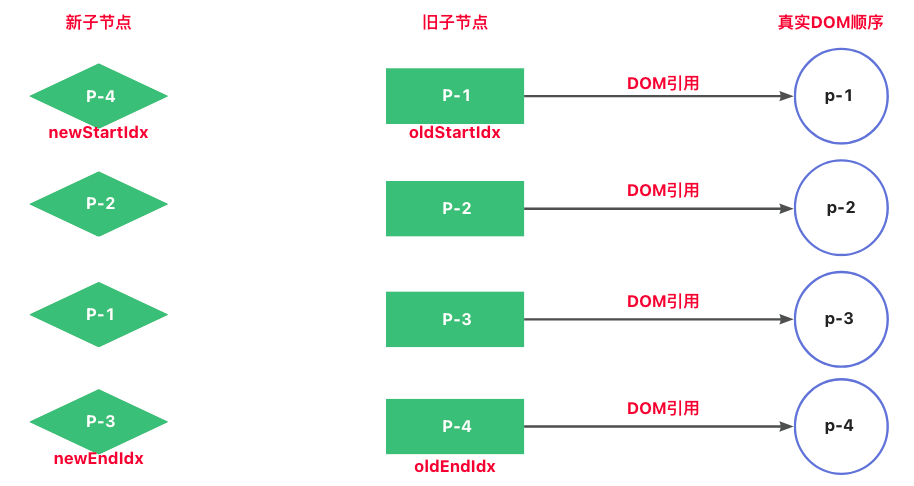 新子节点
旧子节点
真实DOM顺序
P-4
newStartIdx
P-1
oldStartIdx
DOM引用
p-1
P-2
P-2
DOM引用
p-2
P-1
P-3
DOM引用
p-3
P-3
newEndIdx
P-4
oldEndIdx
DOM引用
p-4